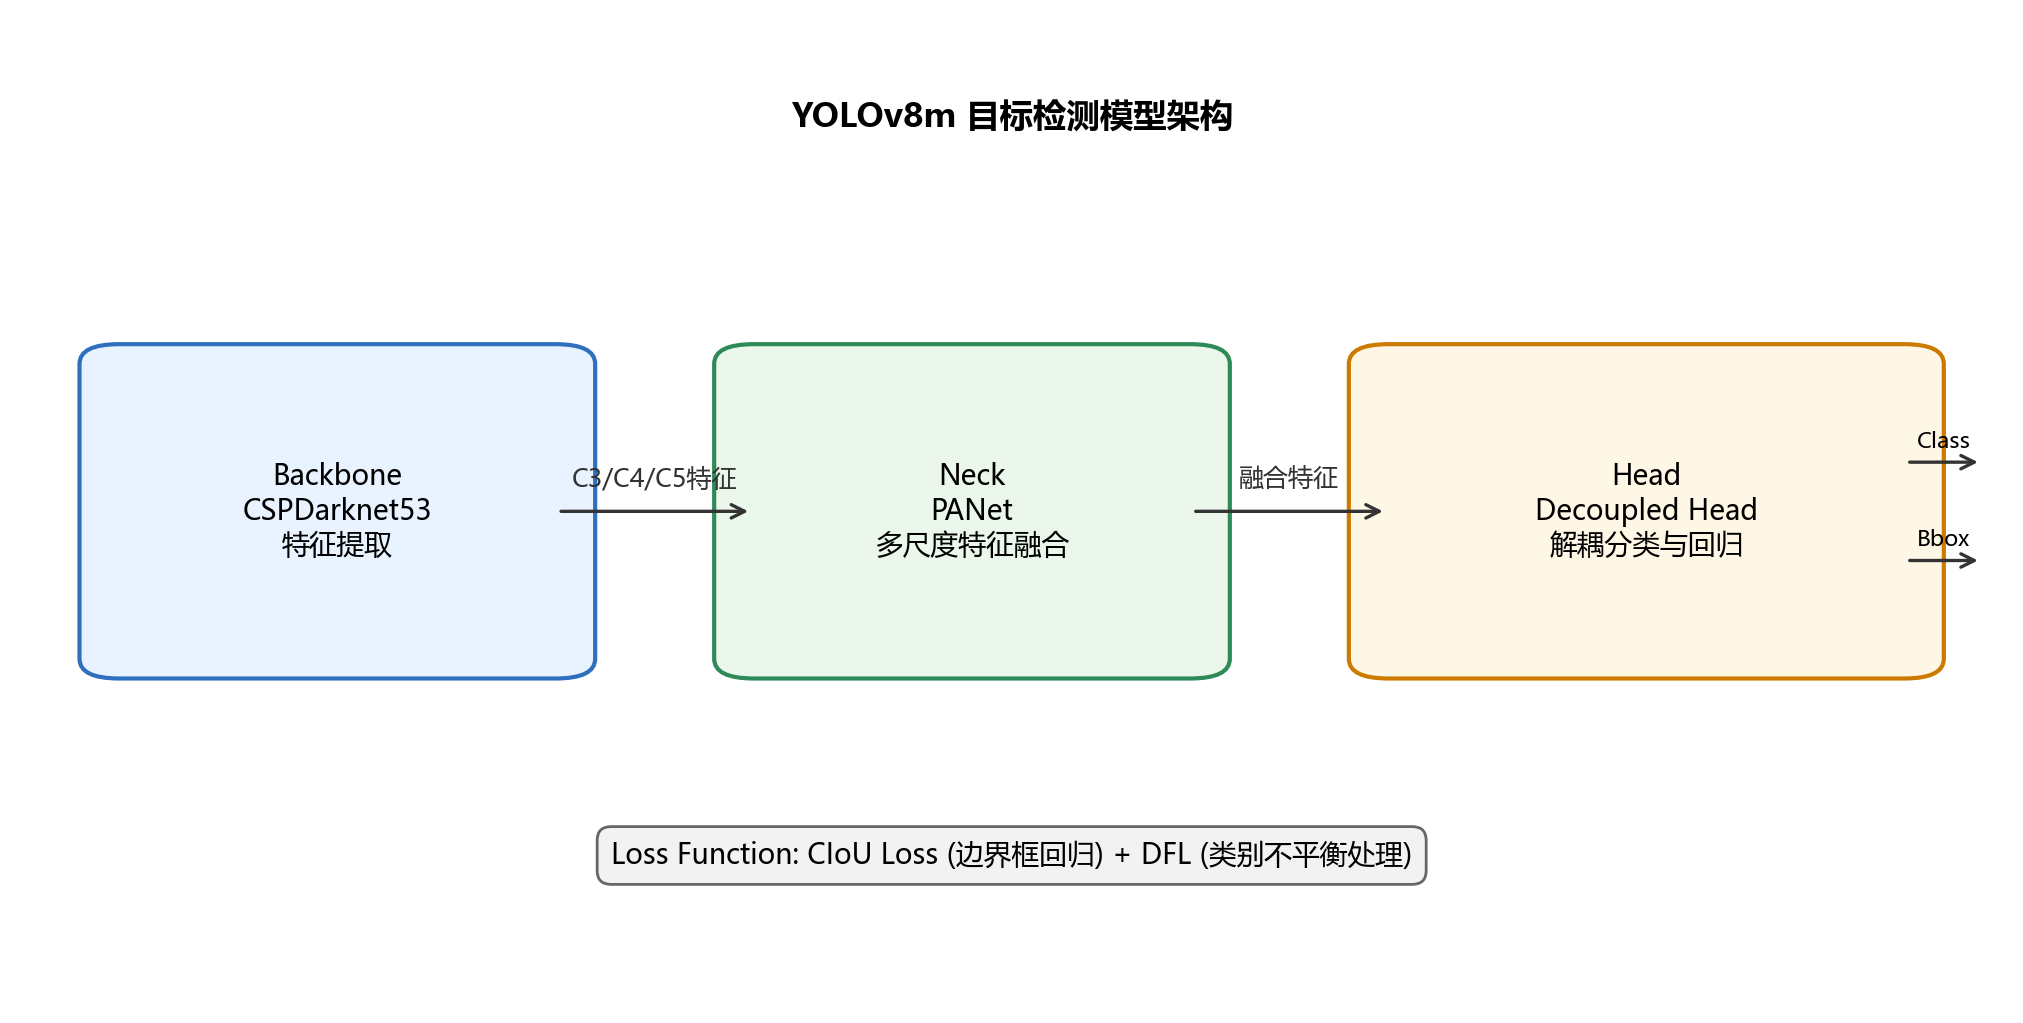 YOLOv8m 目标检测模型架构
Backbone
CSPDarknet53
特征提取
C3/C4/C5特征
Neck
PANet
多尺度特征融合
融合特征
Head
Decoupled Head
解耦分类与回归
Class
Bbox
Loss Function: CIoU Loss (边界框回归) + DFL (类别不平衡处理)